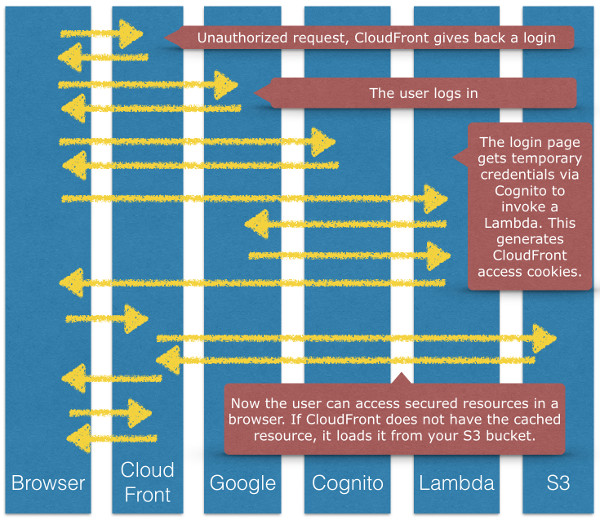 Unauthorized request, CloudFront gives back a login
The user logs in
The login page
gets temporary
credentials via
Cognito to
invoke a
Lambda. This
generates
CloudFront
access cookies.
Now the user can access secured resources in a
browser. If CloudFront does not have the cached
resource, it loads it from your S3 bucket.
Browser
Cloud
Front
Google
Cognito
Lambda
S3